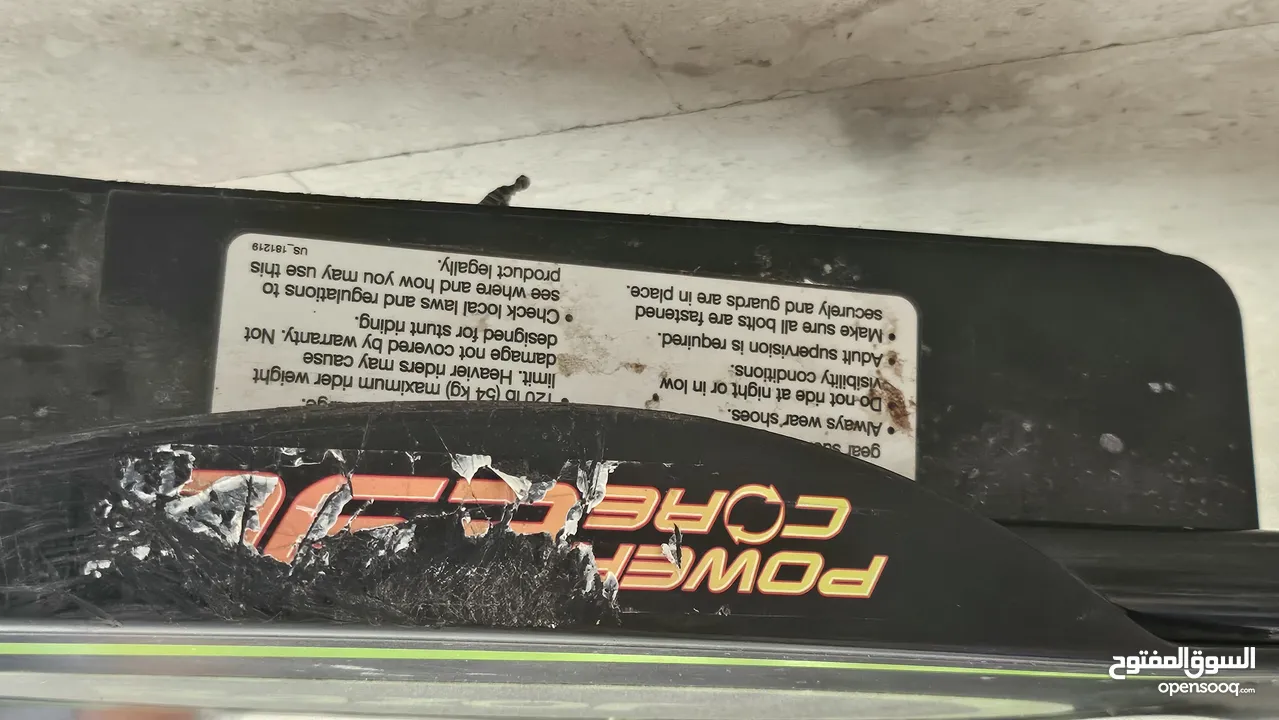 POWER
CORE
gear
• Always wear shoes.
• Do not ride at night or in low
visibility conditions.
• Adult supervision is required.
• Make sure all bolts are fastened
securely and guards are in place.
• 120 lb (54 kg) maximum rider weight
limit. Heavier riders may cause
damage not covered by warranty. Not
designed for stunt riding.
• Check local laws and regulations to
see where and how you may use this
product legally.
US_181219
السوق المفتوح
opensooq.com